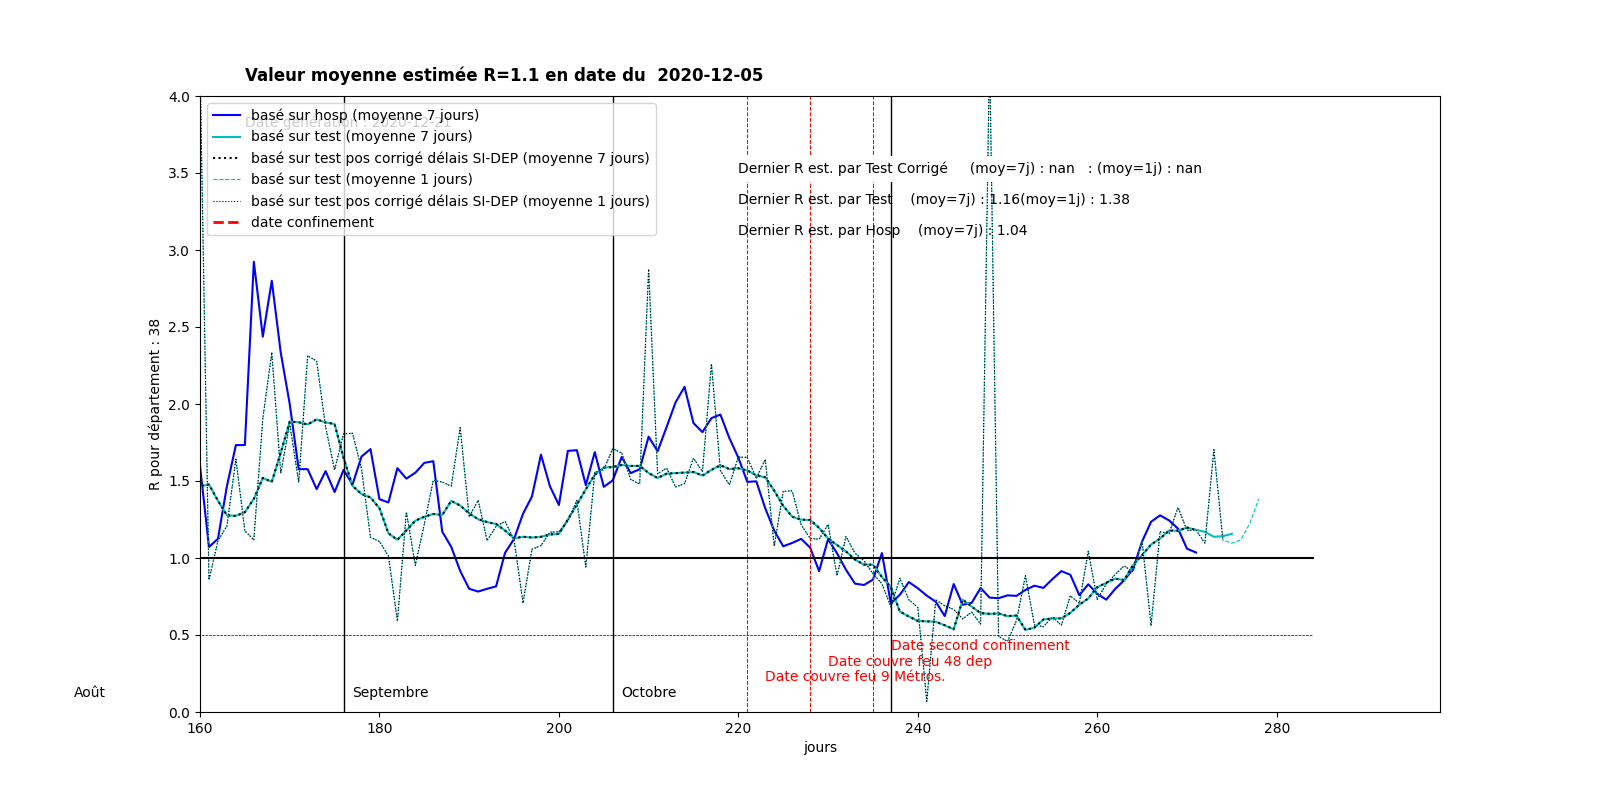 Valeur moyenne estimée R=1.1 en date du  2020-12-05
Date génération : 2020-12-21
basé sur hosp (moyenne 7 jours)
basé sur test (moyenne 7 jours)
basé sur test pos corrigé délais SI-DEP (moyenne 7 jours)
basé sur test (moyenne 1 jours)
basé sur test pos corrigé délais SI-DEP (moyenne 1 jours)
date confinement
Dernier R est. par Test Corrigé     (moy=7j) : nan   : (moy=1j) : nan
Dernier R est. par Test    (moy=7j) : 1.16(moy=1j) : 1.38
Dernier R est. par Hosp    (moy=7j) : 1.04
R pour département : 38
4.0
3.5
3.0
2.5
2.0
1.5
1.0
0.5
0.0
Date second confinement
Date couvre feu 48 dep
Date couvre feu 9 Métros.
Août
Septembre
Octobre
160
180
200
220
240
260
280
jours